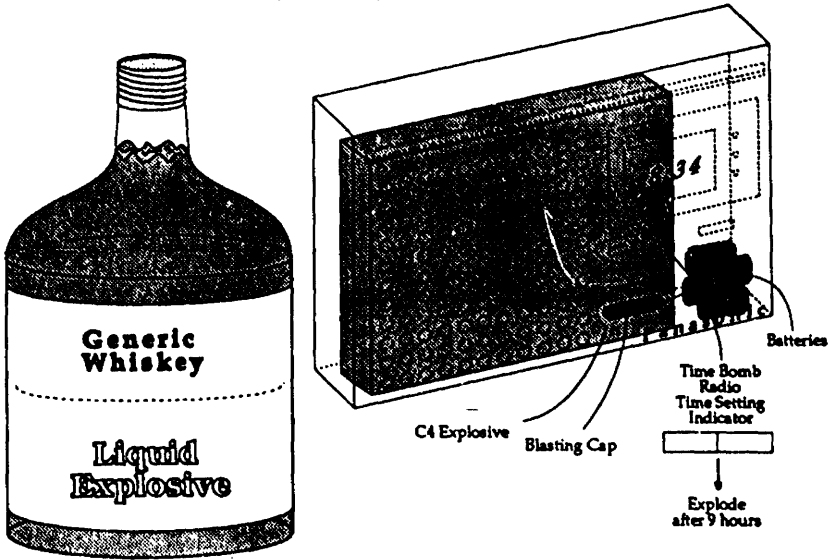 Generic
Whiskey
Liquid
Explosive
34
Panasonic
Batteries
C4 Explosive
Blasting Cap
Time Bomb
Radio
Time Setting
Indicator
Explode
after 9 hours